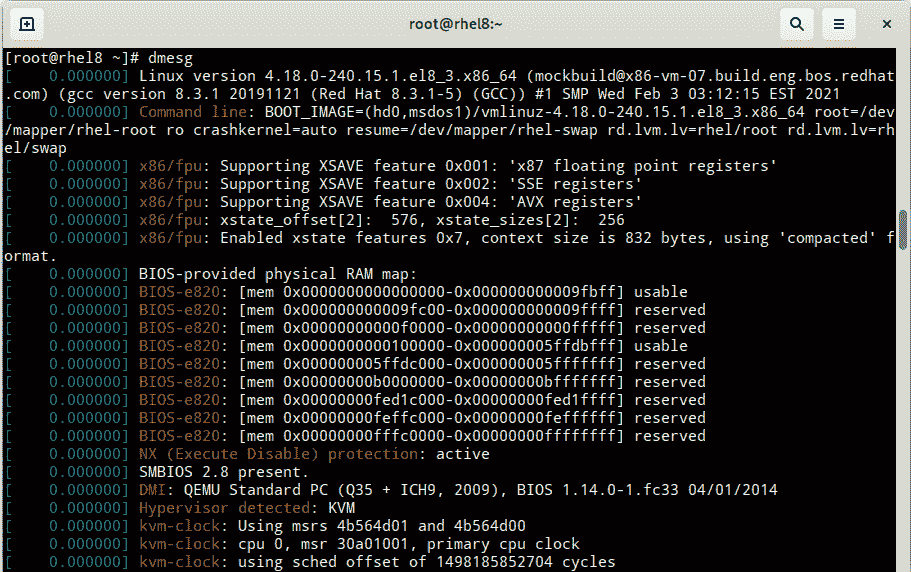 root@rhel8:~
[root@rhel8 ~]# dmesg
[    0.000000] Linux version 4.18.0-240.15.1.el8_3.x86_64 (mockbuild@x86-vm-07.build.eng.bos.redhat
.com) (gcc version 8.3.1 20191121 (Red Hat 8.3.1-5) (GCC)) #1 SMP Wed Feb 3 03:12:15 EST 2021
[    0.000000] Command line: BOOT_IMAGE=(hd0,msdos1)/vmlinuz-4.18.0-240.15.1.el8_3.x86_64 root=/dev
/mapper/rhel-root ro crashkernel=auto resume=/dev/mapper/rhel-swap rd.lvm.lv=rhel/root rd.lvm.lv=rh
el/swap
[    0.000000] x86/fpu: Supporting XSAVE feature 0x001: 'x87 floating point registers'
[    0.000000] x86/fpu: Supporting XSAVE feature 0x002: 'SSE registers'
[    0.000000] x86/fpu: Supporting XSAVE feature 0x004: 'AVX registers'
[    0.000000] x86/fpu: xstate_offset[2]:  576, xstate_sizes[2]:  256
[    0.000000] x86/fpu: Enabled xstate features 0x7, context size is 832 bytes, using 'compacted' f
ormat.
[    0.000000] BIOS-provided physical RAM map:
[    0.000000] BIOS-e820: [mem 0x0000000000000000-0x000000000009fbff] usable
[    0.000000] BIOS-e820: [mem 0x000000000009fc00-0x000000000009ffff] reserved
[    0.000000] BIOS-e820: [mem 0x00000000000f0000-0x00000000000fffff] reserved
[    0.000000] BIOS-e820: [mem 0x0000000000100000-0x000000005ffdbfff] usable
[    0.000000] BIOS-e820: [mem 0x000000005ffdc000-0x000000005fffffff] reserved
[    0.000000] BIOS-e820: [mem 0x00000000b0000000-0x00000000bfffffff] reserved
[    0.000000] BIOS-e820: [mem 0x00000000fed1c000-0x00000000fed1ffff] reserved
[    0.000000] BIOS-e820: [mem 0x00000000feffc000-0x00000000feffffff] reserved
[    0.000000] BIOS-e820: [mem 0x00000000fffc0000-0x00000000ffffffff] reserved
[    0.000000] NX (Execute Disable) protection: active
[    0.000000] SMBIOS 2.8 present.
[    0.000000] DMI: QEMU Standard PC (Q35 + ICH9, 2009), BIOS 1.14.0-1.fc33 04/01/2014
[    0.000000] Hypervisor detected: KVM
[    0.000000] kvm-clock: Using msrs 4b564d01 and 4b564d00
[    0.000000] kvm-clock: cpu 0, msr 30a01001, primary cpu clock
[    0.000000] kvm-clock: using sched offset of 1498185852704 cycles